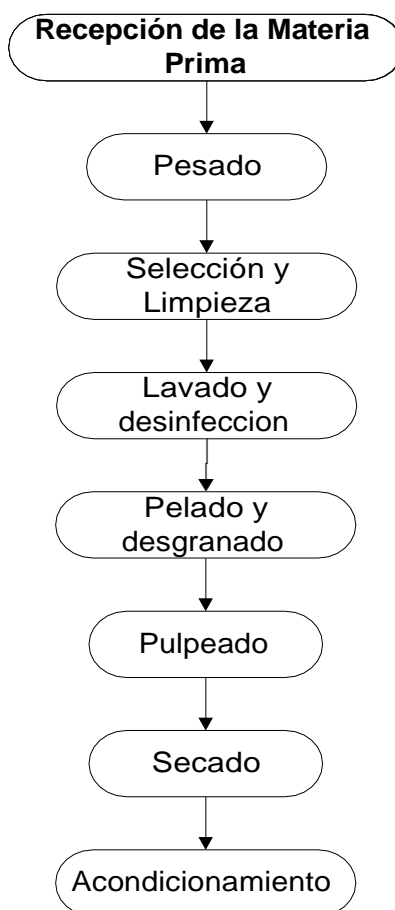 Recepción de la Materia
Prima
Pesado
Selección y
Limpieza
Lavado y
desinfeccion
Pelado y
desgranado
Pulpeado
Secado
Acondicionamiento